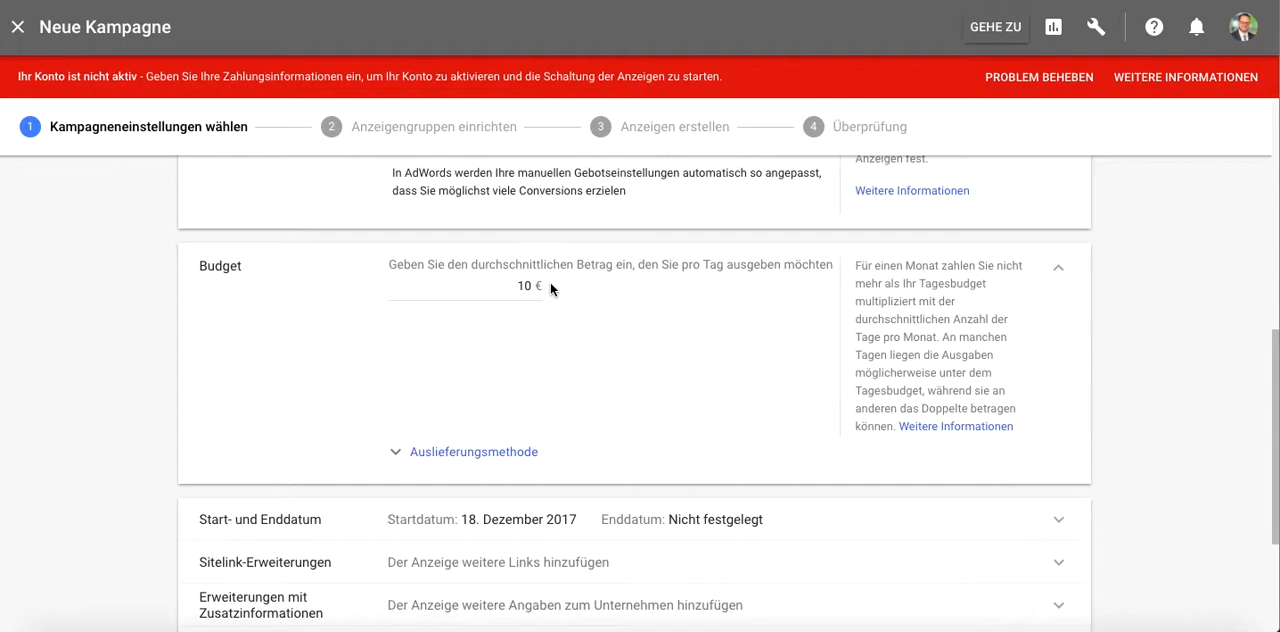 Neue Kampagne
GEHE ZU
Ihr Konto ist nicht aktiv - Geben Sie Ihre Zahlungsinformationen ein, um Ihr Konto zu aktivieren und die Schaltung der Anzeigen zu starten.
PROBLEM BEHEBEN
WEITERE INFORMATIONEN
1 Kampagneneinstellungen wählen
2 Anzeigengruppen einrichten
3 Anzeigen erstellen
4 Überprüfung
In AdWords werden Ihre manuellen Gebotseinstellungen automatisch so angepasst,
dass Sie möglichst viele Conversions erzielen
Anzeigen fest.
Weitere Informationen
Budget
Geben Sie den durchschnittlichen Betrag ein, den Sie pro Tag ausgeben möchten
10 €
Auslieferungsmethode
Für einen Monat zahlen Sie nicht
mehr als Ihr Tagesbudget
multipliziert mit der
durchschnittlichen Anzahl der
Tage pro Monat. An manchen
Tagen liegen die Ausgaben
möglicherweise unter dem
Tagesbudget, während sie an
anderen das Doppelte betragen
können. Weitere Informationen
Start- und Enddatum
Startdatum: 18. Dezember 2017
Enddatum: Nicht festgelegt
Sitelink-Erweiterungen
Der Anzeige weitere Links hinzufügen
Erweiterungen mit
Zusatzinformationen
Der Anzeige weitere Angaben zum Unternehmen hinzufügen